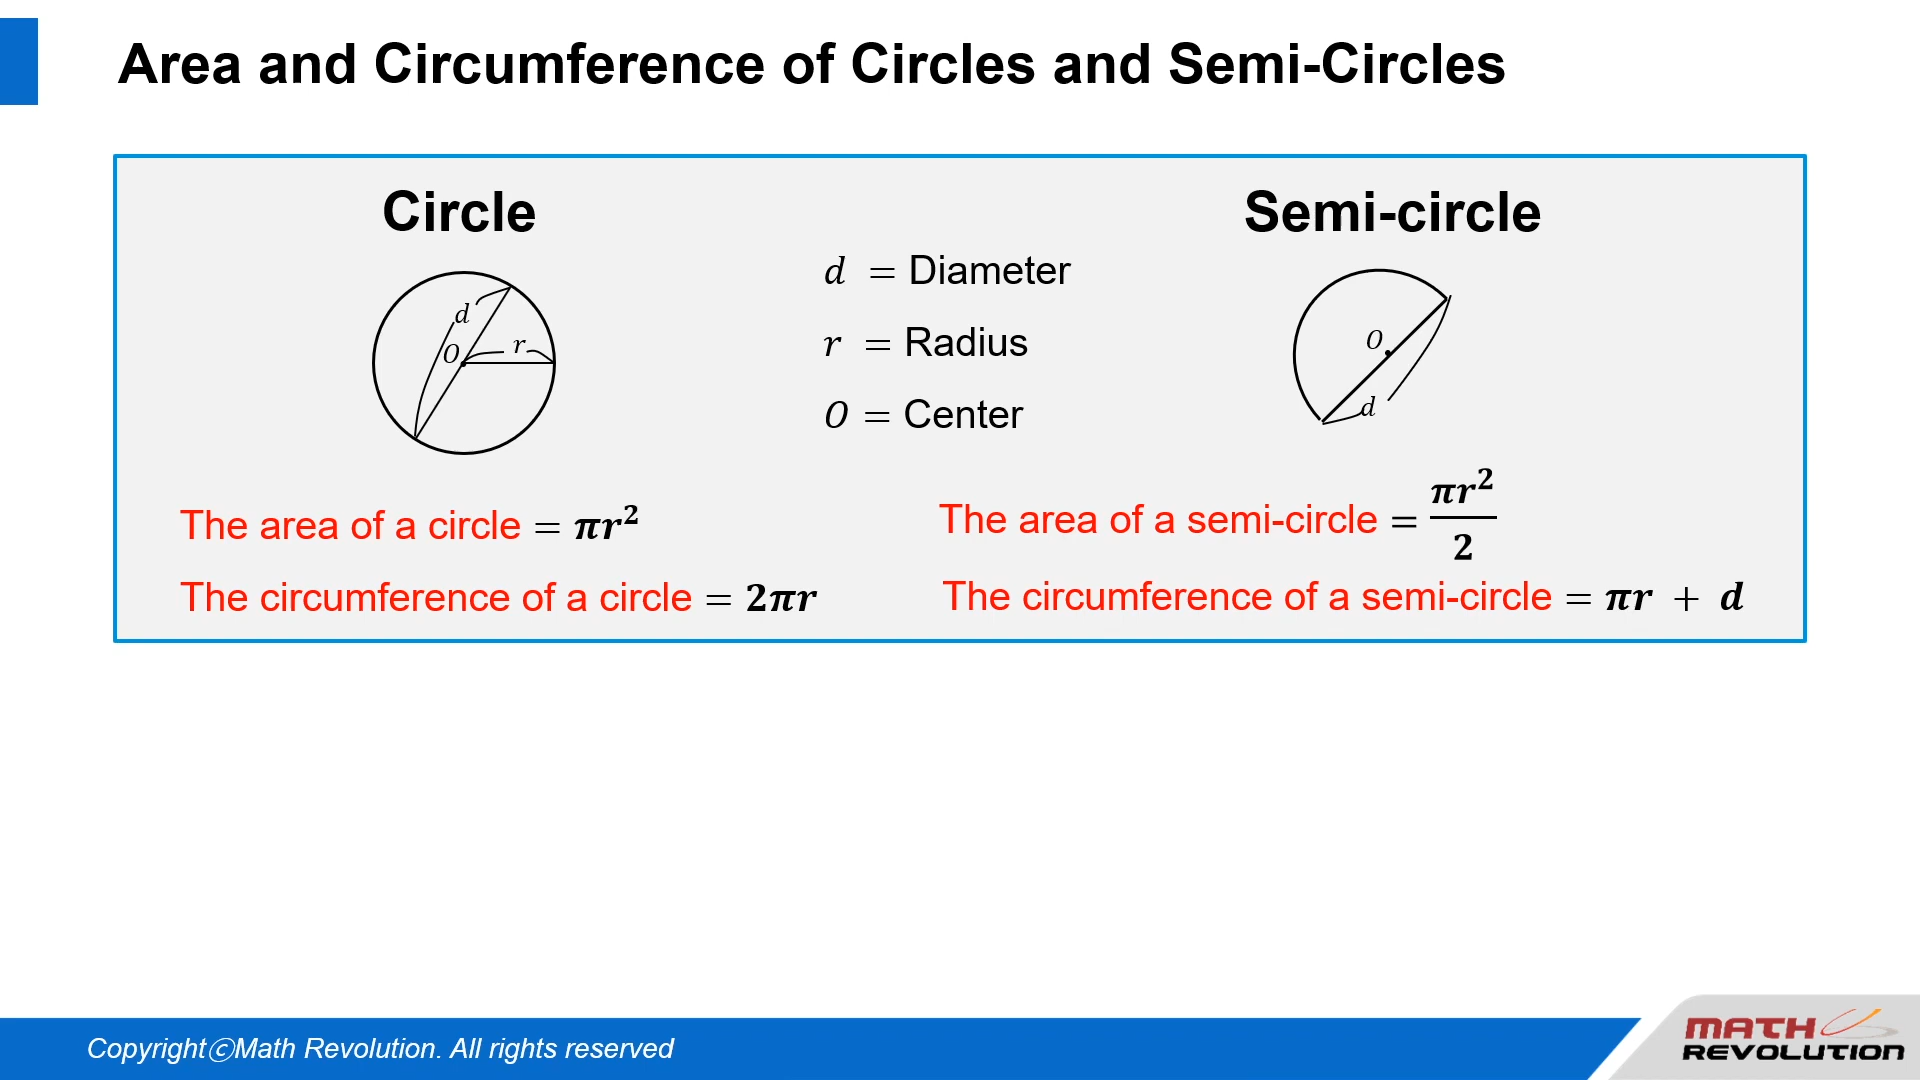 Area and Circumference of Circles and Semi-Circles
Circle
Semi-circle
d
O
r
d = Diameter
r = Radius
O = Center
O
d
The area of a circle = πr²
The area of a semi-circle = πr²/2
The circumference of a circle = 2πr
The circumference of a semi-circle = πr + d
CopyrightⓒMath Revolution. All rights reserved
MATH
REVOLUTION